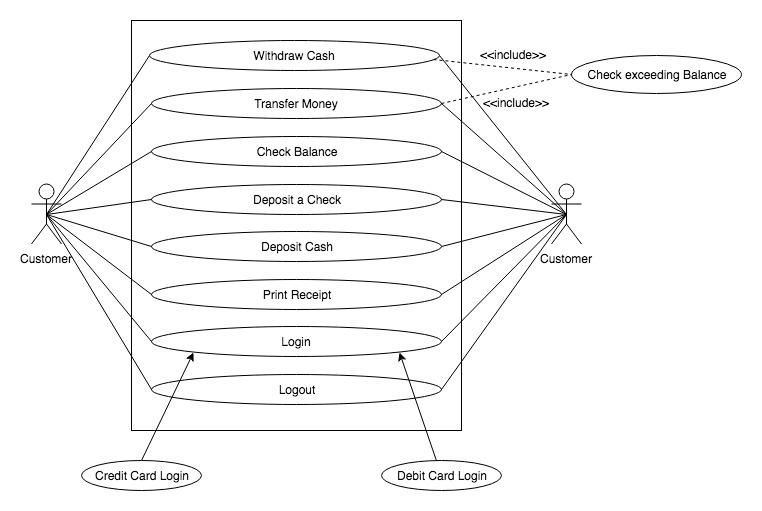 Withdraw Cash
<<include>>
Check exceeding Balance
Transfer Money
<<include>>
Check Balance
Deposit a Check
Deposit Cash
Customer
Customer
Print Receipt
Login
Logout
Credit Card Login
Debit Card Login